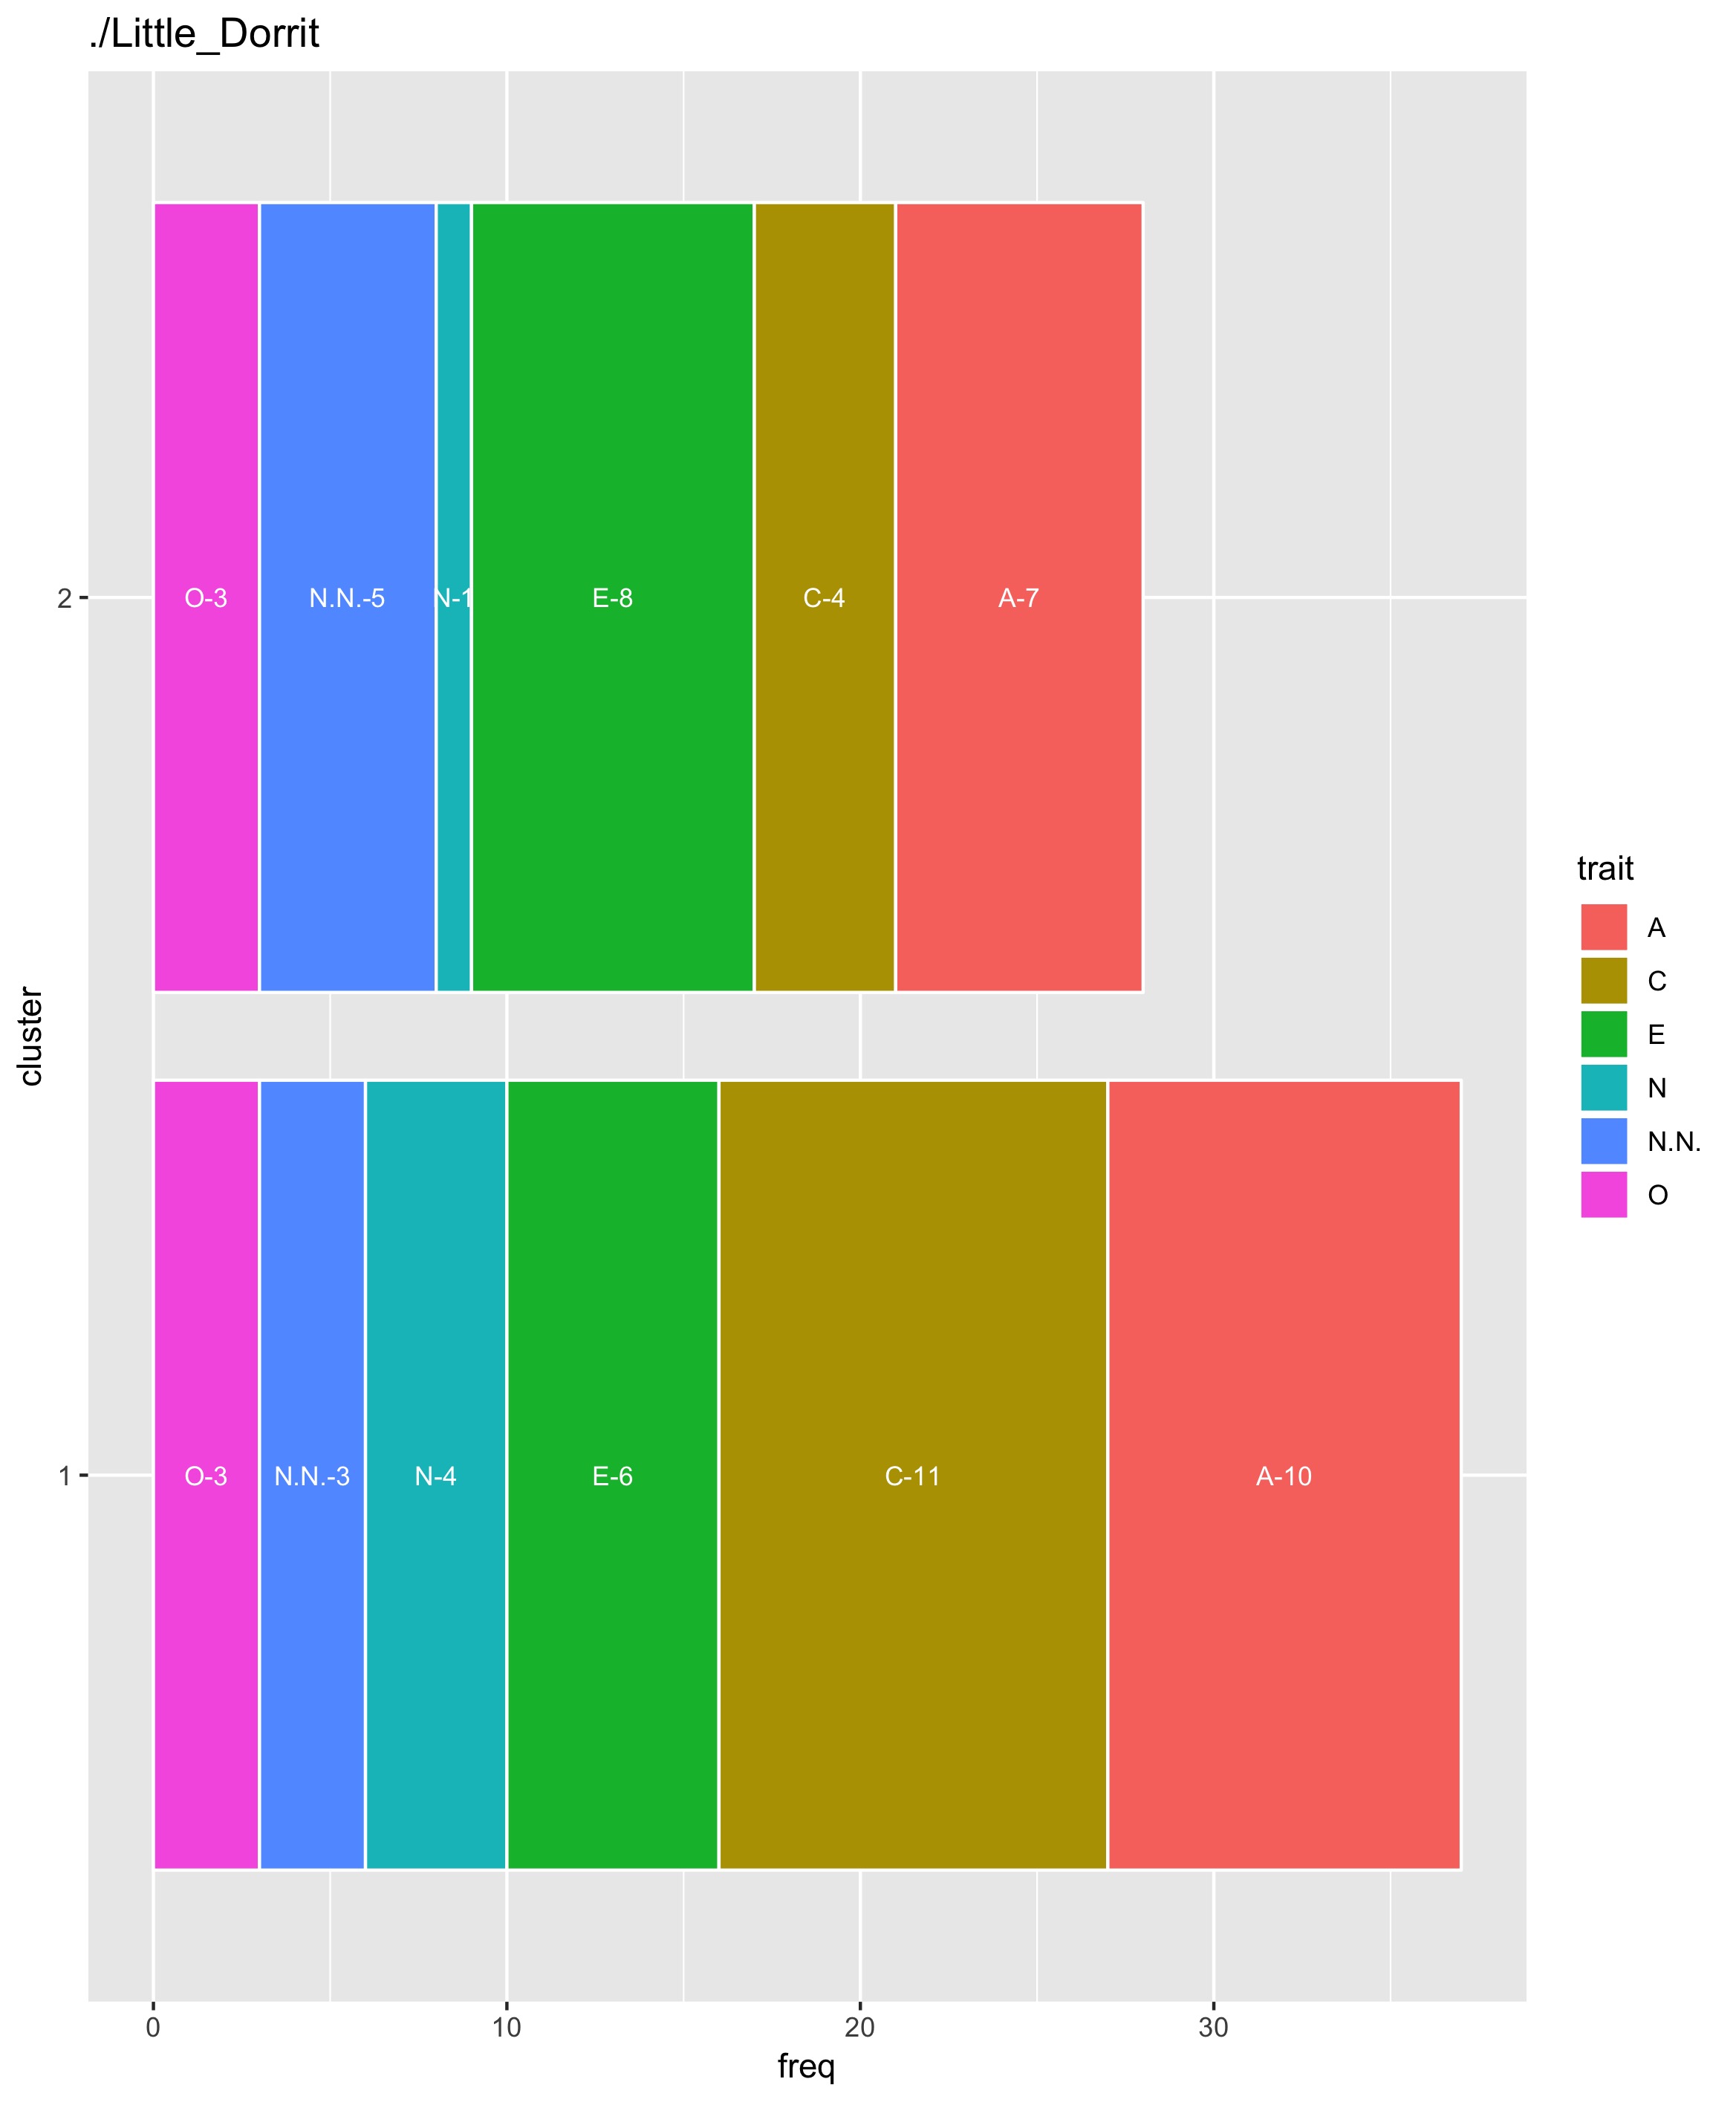 ./Little_Dorrit
cluster
2
O-3 N.N.-5 N-1 E-8 C-4 A-7
1
O-3 N.N.-3 N-4 E-6 C-11 A-10
0 10 20 30
freq
trait
A
C
E
N
N.N.
O